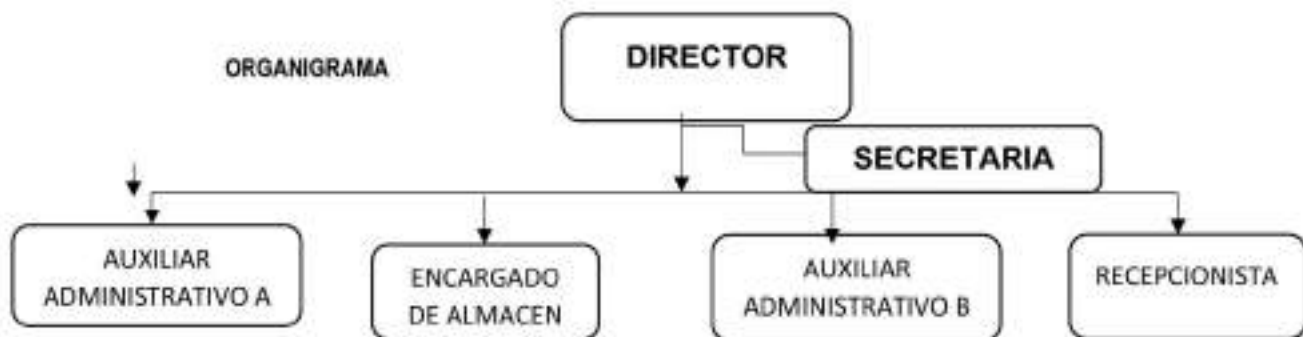 ORGANIGRAMA
DIRECTOR
SECRETARIA
AUXILIAR
ADMINISTRATIVO A
ENCARGADO
DE ALMACEN
AUXILIAR
ADMINISTRATIVO B
RECEPCIONISTA